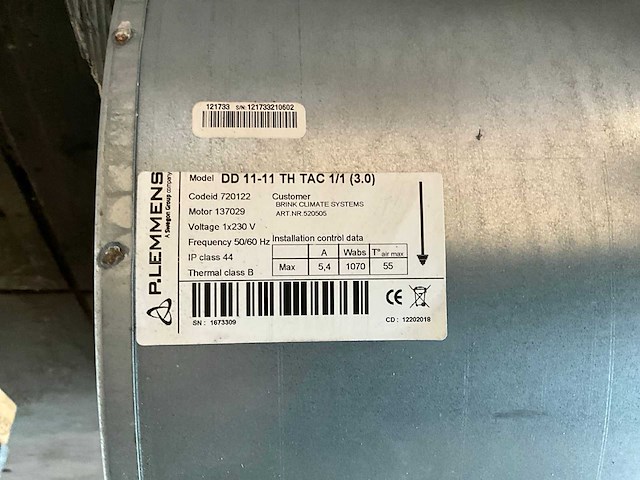 121733 S/N: 121733210502
P.LEMMENS
A Swegon Group company
Model DD 11-11 TH TAC 1/1 (3.0)
Codeid 720122 Customer
BRINK CLIMATE SYSTEMS
Motor 137029 ART.NR.520505
Voltage 1x230 V
Frequency 50/60 Hz Installation control data
IP class 44
Thermal class B
A Wabs T° air max
Max 5,4 1070 55
CE
SN : 1673309 CD : 12202018